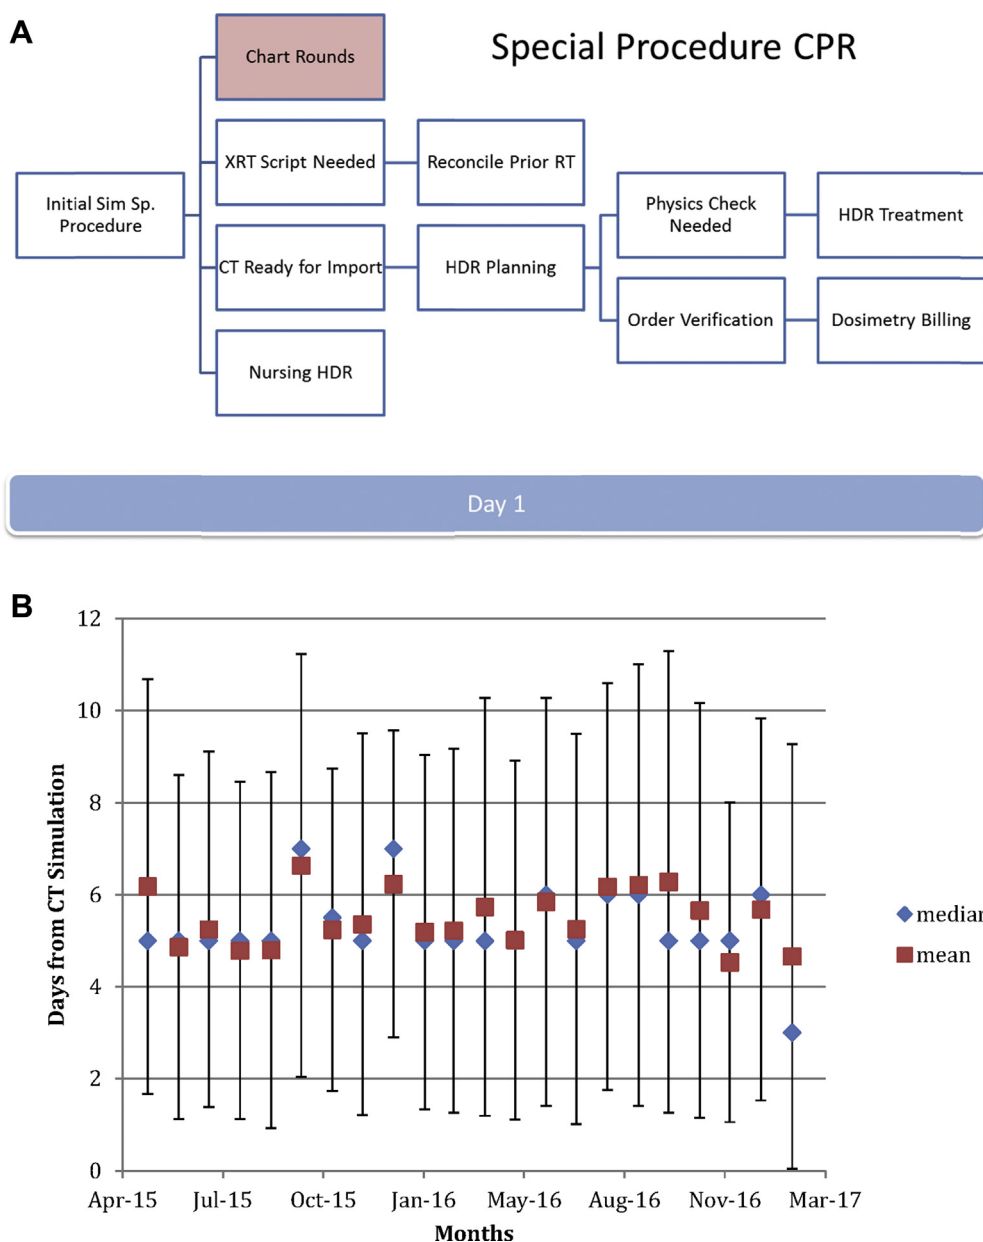 A
Special Procedure CPR
Chart Rounds
XRT Script Needed
Reconcile Prior RT
Initial Sim Sp.
Procedure
Physics Check
Needed
HDR Treatment
CT Ready for Import
HDR Planning
Order Verification
Dosimetry Billing
Nursing HDR
Day 1
B
12
10
8
6
4
2
0
Days from CT Simulation
median
mean
Apr-15
Jul-15
Oct-15
Jan-16
May-16
Aug-16
Nov-16
Mar-17
Months